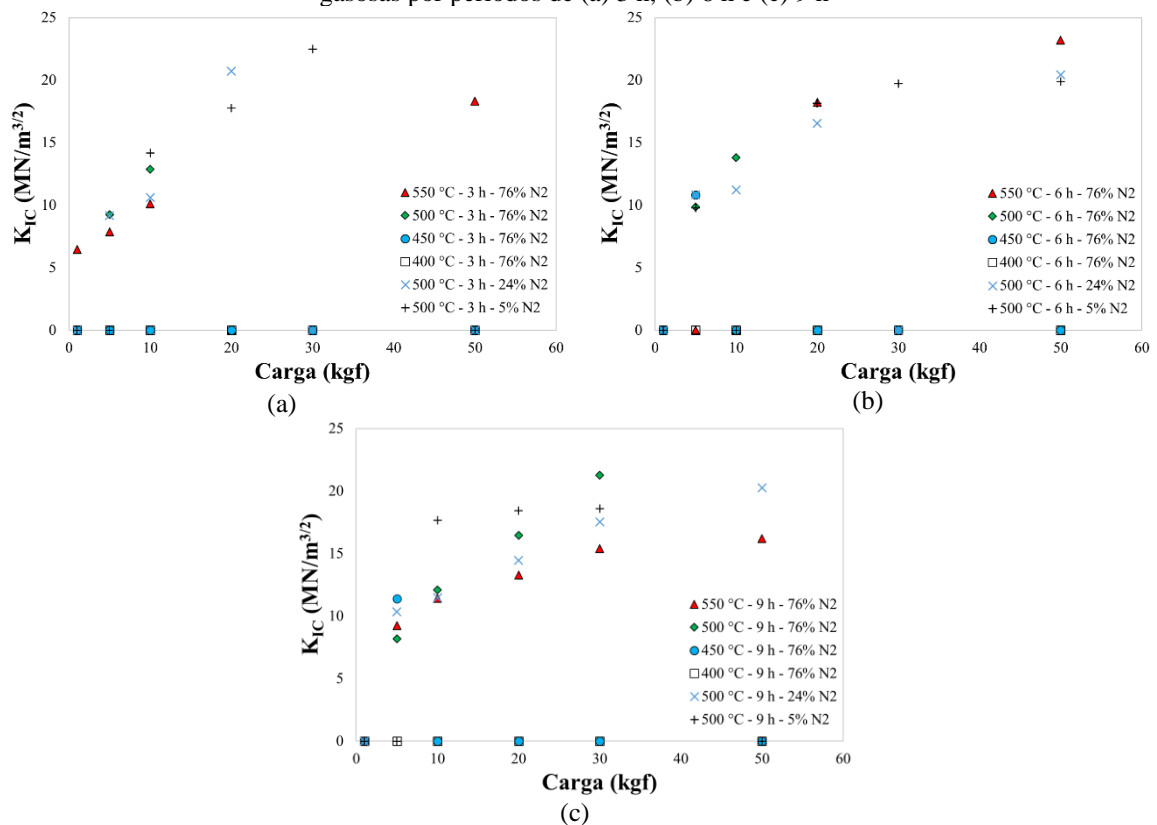 gasosas por períodos de (a) 3 h, (b) 6 h e (c) 9 h
25
20
15
10
5
0
K_IC (MN/m^3/2)
550 °C - 3 h - 76% N2
500 °C - 3 h - 76% N2
450 °C - 3 h - 76% N2
400 °C - 3 h - 76% N2
500 °C - 3 h - 24% N2
500 °C - 3 h - 5% N2
0 10 20 30 40 50 60
Carga (kgf)
(a)
25
20
15
10
5
0
K_IC (MN/m^3/2)
550 °C - 6 h - 76% N2
500 °C - 6 h - 76% N2
450 °C - 6 h - 76% N2
400 °C - 6 h - 76% N2
500 °C - 6 h - 24% N2
500 °C - 6 h - 5% N2
0 10 20 30 40 50 60
Carga (kgf)
(b)
25
20
15
10
5
0
K_IC (MN/m^3/2)
550 °C - 9 h - 76% N2
500 °C - 9 h - 76% N2
450 °C - 9 h - 76% N2
400 °C - 9 h - 76% N2
500 °C - 9 h - 24% N2
500 °C - 9 h - 5% N2
0 10 20 30 40 50 60
Carga (kgf)
(c)